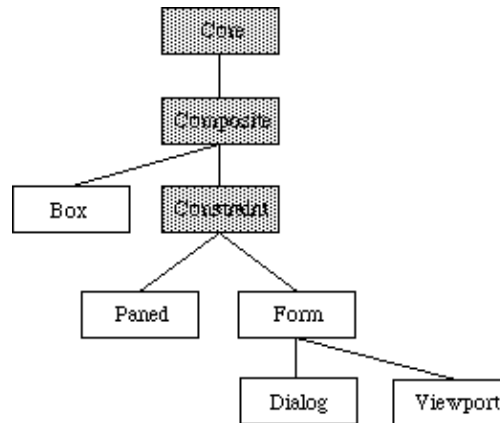 Core
Composite
Box
Constraint
Paned
Form
Dialog
Viewport